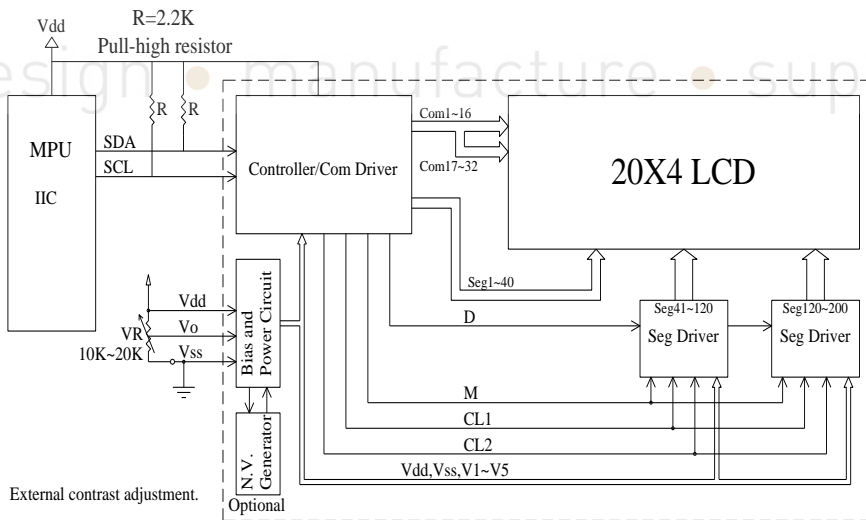 R=2.2K
Vdd
Pull-high resistor
design • manufacture • sup
R
R
MPU
IIC
SDA
SCL
Controller/Com Driver
Com1~16
Com17~32
20X4 LCD
Seg1~40
Vdd
Vo
Vss
VR
10K~20K
Bias and
Power Circuit
D
Seg41~120
Seg Driver
Seg120~200
Seg Driver
M
CL1
CL2
Vdd,Vss,V1~V5
N.V.
Generator
Optional
External contrast adjustment.